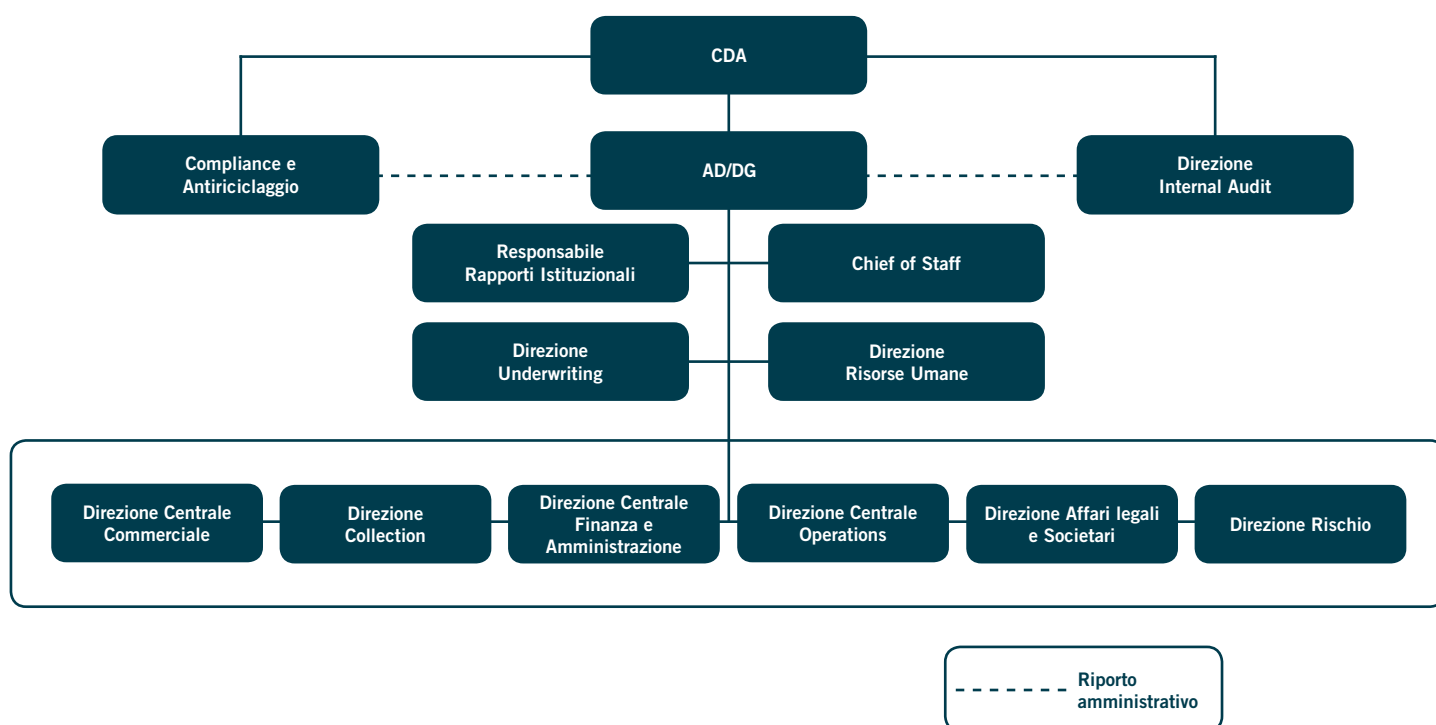 CDA
Compliance e
Antiriciclaggio
AD/DG
Direzione
Internal Audit
Responsabile
Rapporti Istituzionali
Chief of Staff
Direzione
Underwriting
Direzione
Risorse Umane
Direzione Centrale
Commerciale
Direzione
Collection
Direzione Centrale
Finanza e
Amministrazione
Direzione Centrale
Operations
Direzione Affari legali
e Societari
Direzione Rischio
Riporto
amministrativo